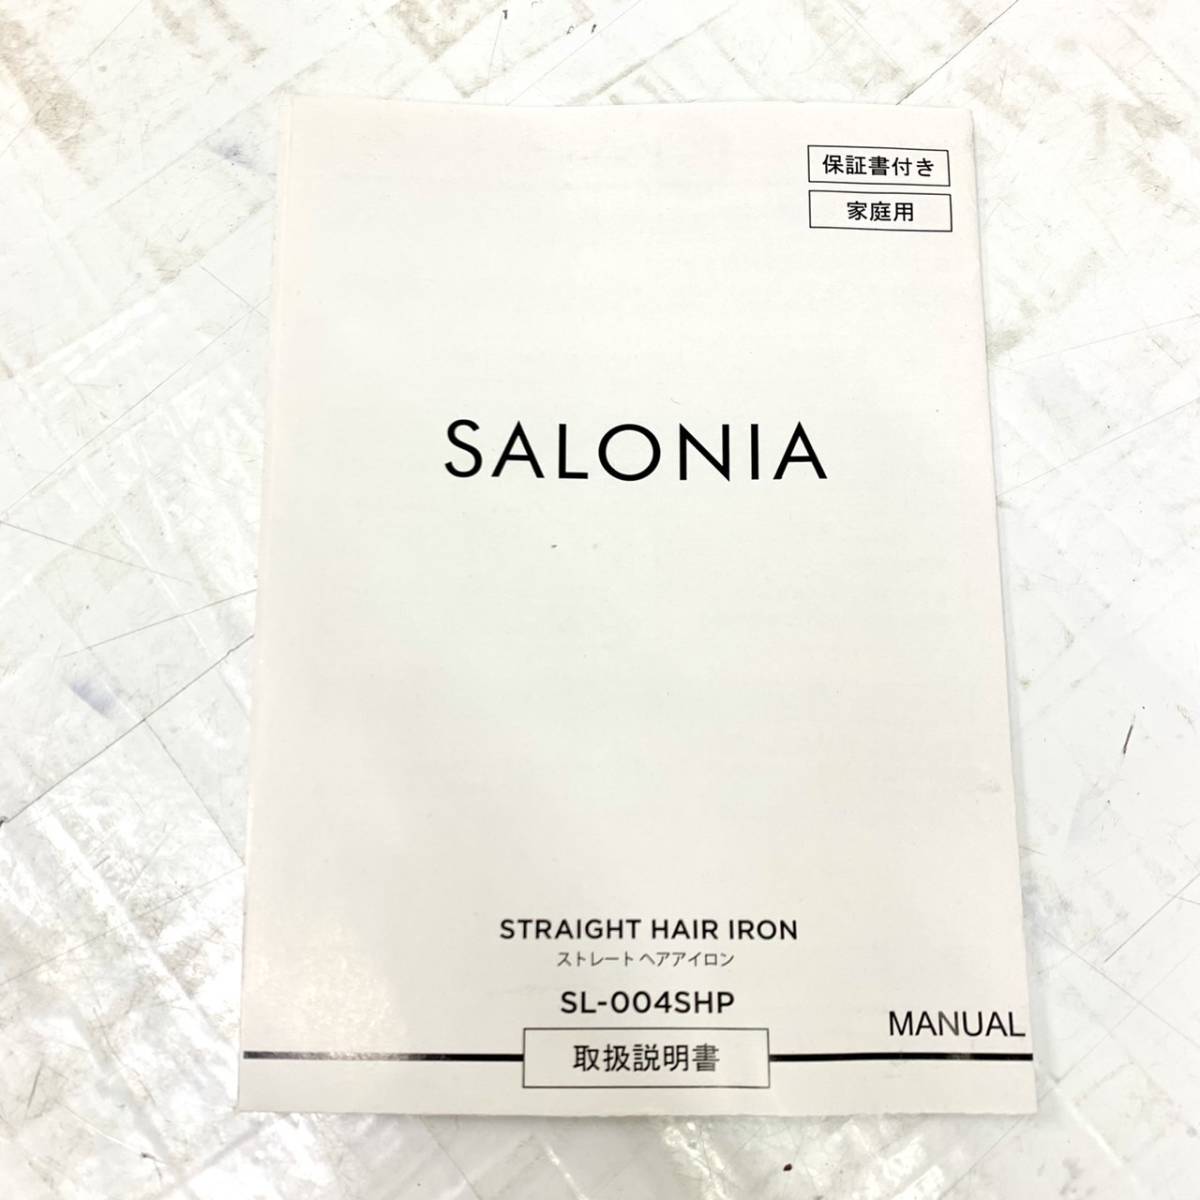 保証書付き
家庭用
SALONIA
STRAIGHT HAIR IRON
ストレートヘアアイロン
SL-004SHP
MANUAL
取扱説明書